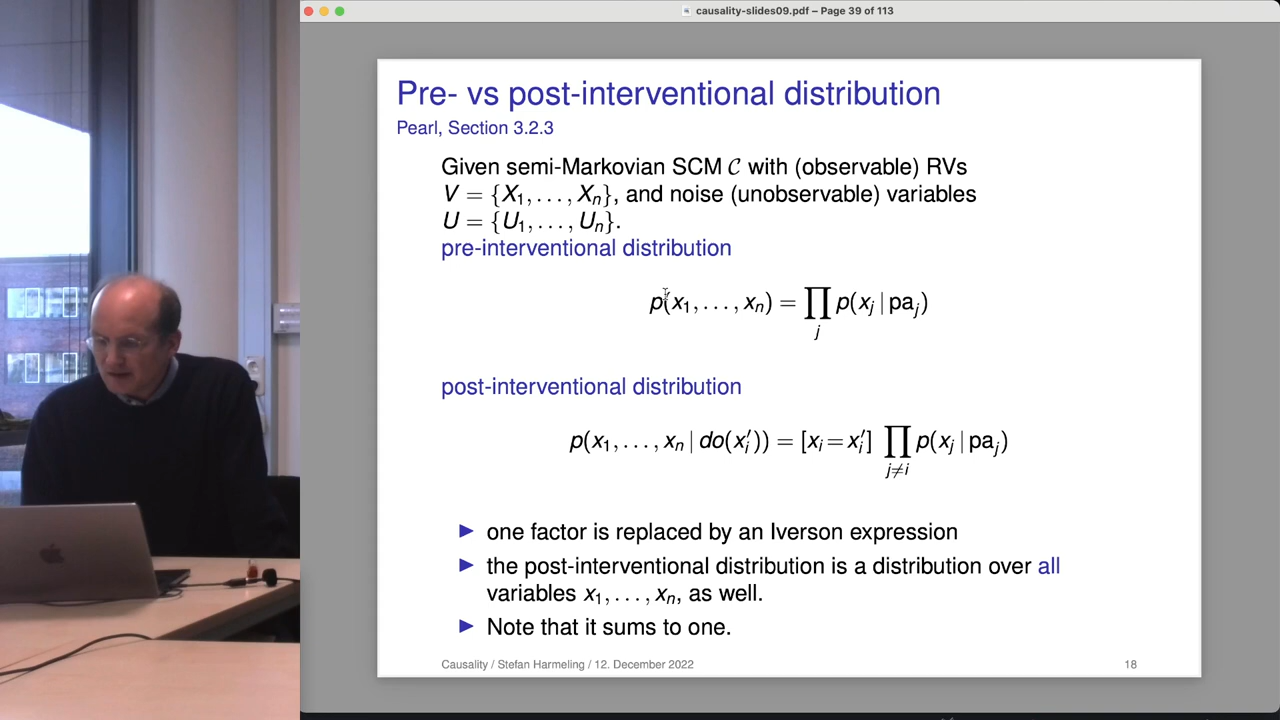 causality-slides09.pdf – Page 39 of 113
Pre- vs post-interventional distribution
Pearl, Section 3.2.3
Given semi-Markovian SCM 𝒞 with (observable) RVs
V = {X₁, . . . , Xₙ}, and noise (unobservable) variables
U = {U₁, . . . , Uₙ}.
pre-interventional distribution
p(x₁, . . . , xₙ) = ∏ⱼ p(xⱼ | paⱼ)
post-interventional distribution
p(x₁, . . . , xₙ | do(xᵢ′)) = [xᵢ = xᵢ′] ∏_{j≠i} p(xⱼ | paⱼ)
▶ one factor is replaced by an Iverson expression
▶ the post-interventional distribution is a distribution over all
variables x₁, . . . , xₙ, as well.
▶ Note that it sums to one.
Causality / Stefan Harmeling / 12. December 2022 18